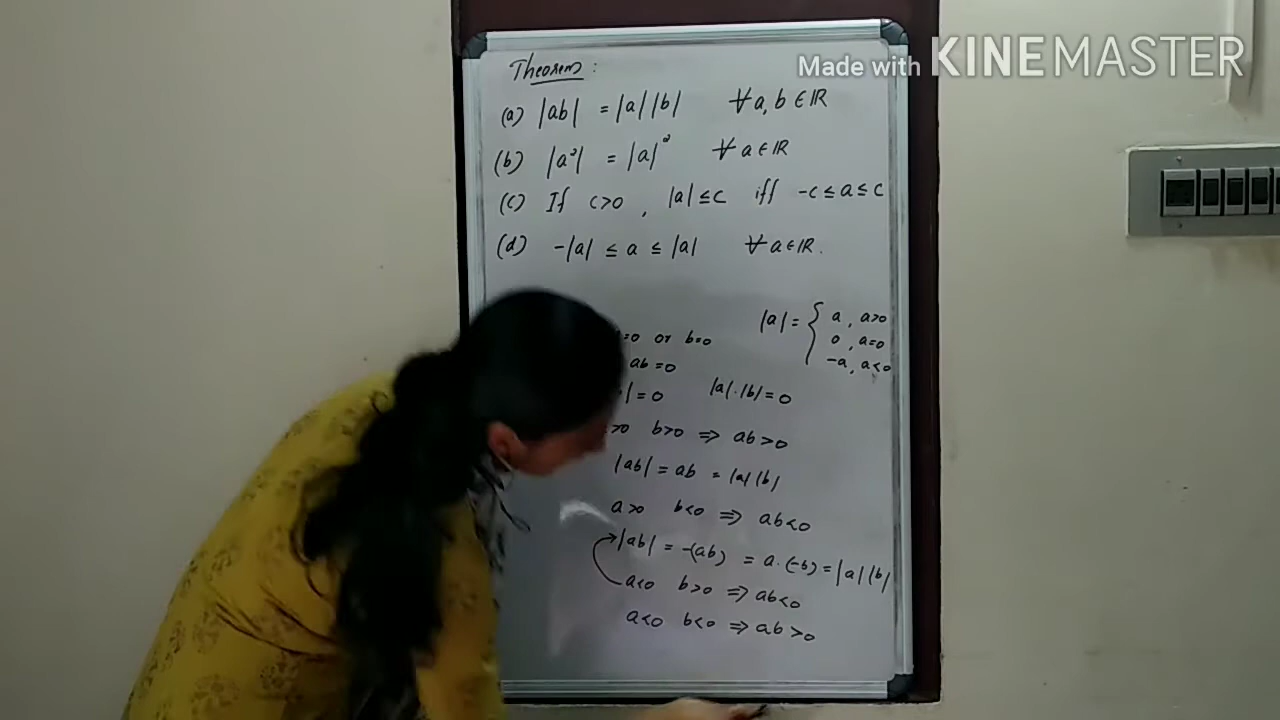 Made with KINEMASTER
Theorem :
(a) |ab| = |a||b| ∀ a, b ∈ ℝ
(b) |a²| = |a|² ∀ a ∈ ℝ
(c) If c>0 , |a| ≤ c iff -c ≤ a ≤ c
(d) -|a| ≤ a ≤ |a| ∀ a ∈ ℝ.
|a| = { a , a>0
0 , a=0
-a , a<0
=0 or b=0
ab=0
| = 0 |a|.|b| = 0
>0 b>0 ⇒ ab>0
|ab| = ab = |a||b|
a>0 b<0 ⇒ ab<0
|ab| = -(ab) = a.(-b) = |a||b|
a<0 b>0 ⇒ ab<0
a<0 b<0 ⇒ ab>0